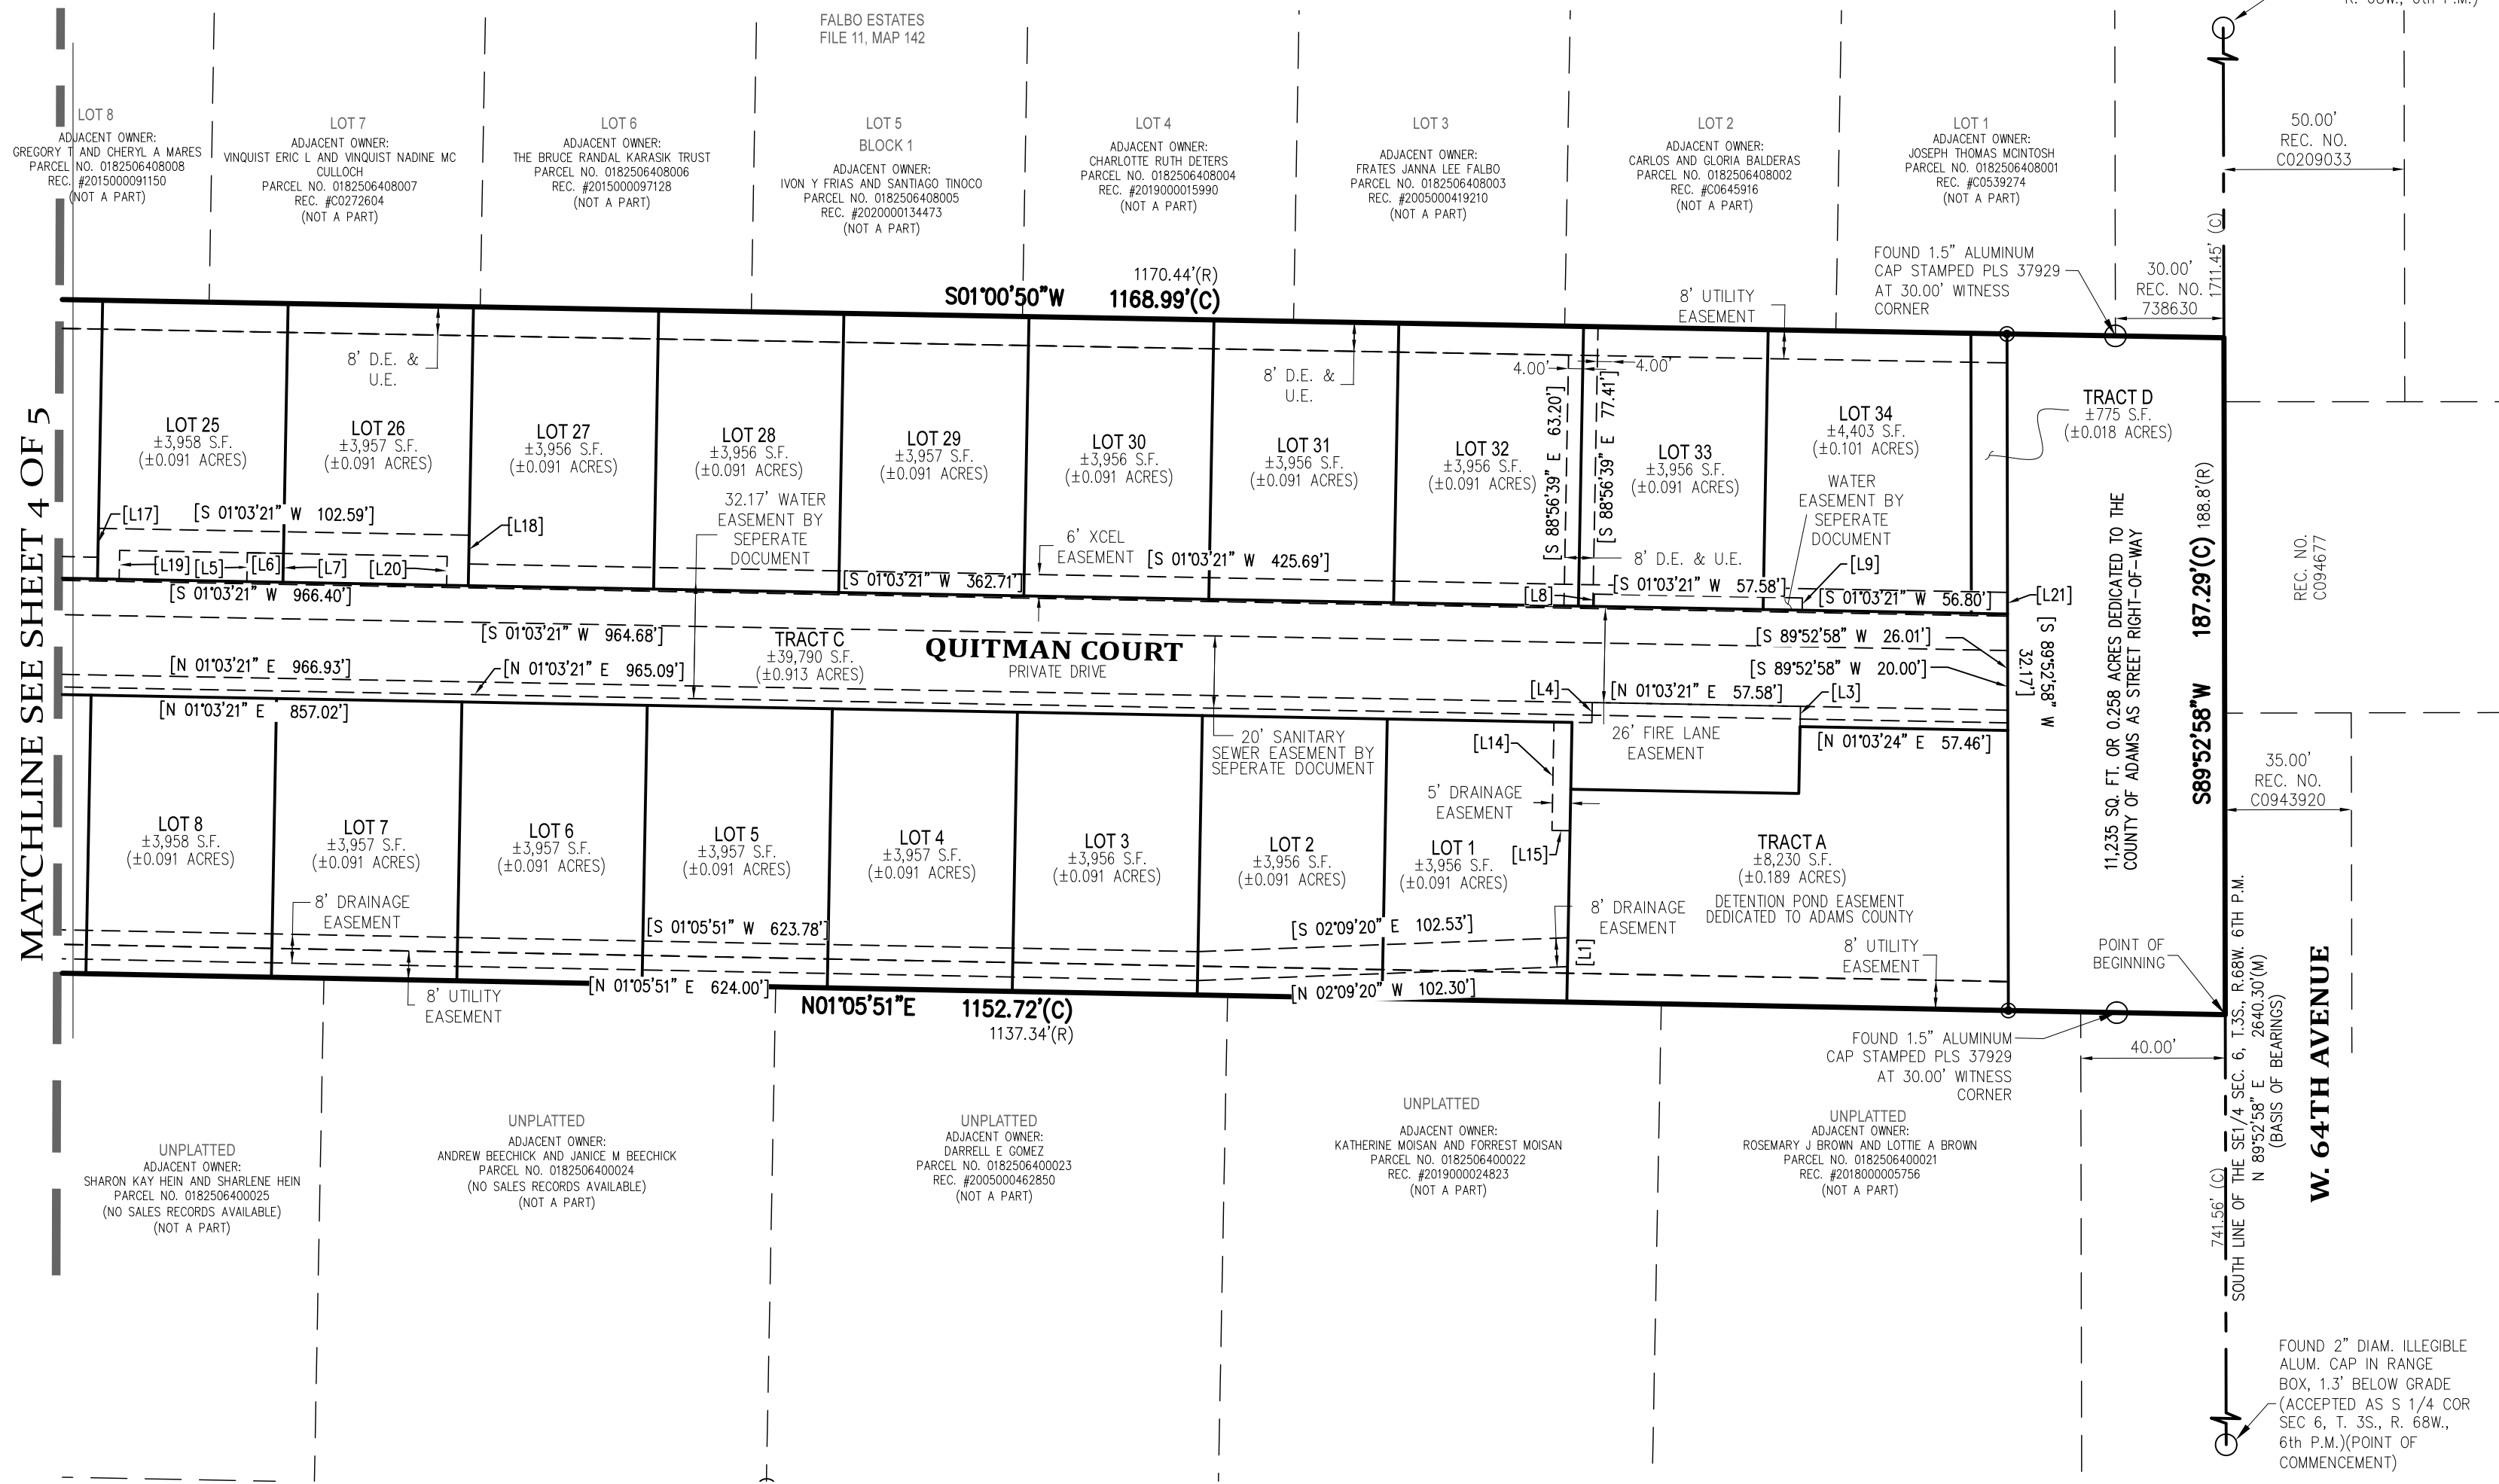 FALBO ESTATES
FILE 11, MAP 142
LOT 8
ADJACENT OWNER:
GREGORY T AND CHERYL A MARES
PARCEL NO. 0182506408008
REC. #2015000091150
(NOT A PART)
LOT 7
ADJACENT OWNER:
VINQUIST ERIC L AND VINQUIST NADINE MC
CULLOCH
PARCEL NO. 0182506408007
REC. #C0272604
(NOT A PART)
LOT 6
ADJACENT OWNER:
THE BRUCE RANDAL KARASIK TRUST
PARCEL NO. 0182506408006
REC. #2015000097128
(NOT A PART)
LOT 5
BLOCK 1
ADJACENT OWNER:
IVON Y FRIAS AND SANTIAGO TINOCO
PARCEL NO. 0182506408005
REC. #2020000134473
(NOT A PART)
LOT 4
ADJACENT OWNER:
CHARLOTTE RUTH DETERS
PARCEL NO. 0182506408004
REC. #2019000015990
(NOT A PART)
LOT 3
ADJACENT OWNER:
FRATES JANNA LEE FALBO
PARCEL NO. 0182506408003
REC. #2005000419210
(NOT A PART)
LOT 2
ADJACENT OWNER:
CARLOS AND GLORIA BALDERAS
PARCEL NO. 0182506408002
REC. #C0645916
(NOT A PART)
LOT 1
ADJACENT OWNER:
JOSEPH THOMAS MCINTOSH
PARCEL NO. 0182506408001
REC. #C0539274
(NOT A PART)
50.00'
REC. NO.
C0209033
1711.45' (C)
FOUND 1.5" ALUMINUM
CAP STAMPED PLS 37929
AT 30.00' WITNESS
CORNER
30.00'
REC. NO.
738630
1170.44'(R)
S01°00'50"W 1168.99'(C)
8' UTILITY
EASEMENT
8' D.E. &
U.E.
8' D.E. &
U.E.
4.00'
4.00'
[S 88°56'39" E 63.20']
[S 88°56'39" E 77.41']
MATCHLINE SEE SHEET 4 OF 5
LOT 25
±3,958 S.F.
(±0.091 ACRES)
LOT 26
±3,957 S.F.
(±0.091 ACRES)
LOT 27
±3,956 S.F.
(±0.091 ACRES)
LOT 28
±3,956 S.F.
(±0.091 ACRES)
LOT 29
±3,957 S.F.
(±0.091 ACRES)
LOT 30
±3,956 S.F.
(±0.091 ACRES)
LOT 31
±3,956 S.F.
(±0.091 ACRES)
LOT 32
±3,956 S.F.
(±0.091 ACRES)
LOT 33
±3,956 S.F.
(±0.091 ACRES)
LOT 34
±4,403 S.F.
(±0.101 ACRES)
TRACT D
±775 S.F.
(±0.018 ACRES)
[L17]
[S 01°03'21" W 102.59']
[L18]
32.17' WATER
EASEMENT BY
SEPERATE
DOCUMENT
6' XCEL
EASEMENT
[S 01°03'21" W 425.69']
8' D.E. & U.E.
WATER
EASEMENT BY
SEPERATE
DOCUMENT
[L19]
[L5]
[L6]
[L7]
[L20]
[S 01°03'21" W 362.71']
[L8]
[S 01°03'21" W 57.58']
[L9]
[S 01°03'21" W 56.80']
[L21]
[S 01°03'21" W 966.40']
[S 01°03'21" W 964.68']
TRACT C
±39,790 S.F.
(±0.913 ACRES)
QUITMAN COURT
PRIVATE DRIVE
[S 89°52'58" W 26.01']
[S 89°52'58" W 20.00']
[S 89°52'58" W
32.17']
[N 01°03'21" E 966.93']
[N 01°03'21" E 965.09']
[L4]
[N 01°03'21" E 57.58']
[L3]
[N 01°03'21" E 857.02']
20' SANITARY
SEWER EASEMENT BY
SEPERATE DOCUMENT
[L14]
26' FIRE LANE
EASEMENT
[N 01°03'24" E 57.46']
5' DRAINAGE
EASEMENT
[L15]
11,235 SQ. FT. OR 0.258 ACRES DEDICATED TO THE
COUNTY OF ADAMS AS STREET RIGHT-OF-WAY
S89°52'58"W 187.29'(C) 188.8'(R)
REC. NO.
C094677
35.00'
REC. NO.
C0943920
LOT 8
±3,958 S.F.
(±0.091 ACRES)
LOT 7
±3,957 S.F.
(±0.091 ACRES)
LOT 6
±3,957 S.F.
(±0.091 ACRES)
LOT 5
±3,957 S.F.
(±0.091 ACRES)
LOT 4
±3,957 S.F.
(±0.091 ACRES)
LOT 3
±3,956 S.F.
(±0.091 ACRES)
LOT 2
±3,956 S.F.
(±0.091 ACRES)
LOT 1
±3,956 S.F.
(±0.091 ACRES)
TRACT A
±8,230 S.F.
(±0.189 ACRES)
DETENTION POND EASEMENT
DEDICATED TO ADAMS COUNTY
8' DRAINAGE
EASEMENT
[S 01°05'51" W 623.78']
[S 02°09'20" E 102.53']
[L1]
8' DRAINAGE
EASEMENT
8' UTILITY
EASEMENT
POINT OF
BEGINNING
8' UTILITY
EASEMENT
[N 01°05'51" E 624.00']
N01°05'51"E 1152.72'(C)
1137.34'(R)
[N 02°09'20" W 102.30']
FOUND 1.5" ALUMINUM
CAP STAMPED PLS 37929
AT 30.00' WITNESS
CORNER
40.00'
741.56' (C)
SOUTH LINE OF THE SE1/4 SEC. 6, T.3S., R.68W. 6TH P.M.
N 89°52'58" E 2640.30'(M)
(BASIS OF BEARINGS)
W. 64TH AVENUE
UNPLATTED
ADJACENT OWNER:
SHARON KAY HEIN AND SHARLENE HEIN
PARCEL NO. 0182506400025
(NO SALES RECORDS AVAILABLE)
(NOT A PART)
UNPLATTED
ADJACENT OWNER:
ANDREW BEECHICK AND JANICE M BEECHICK
PARCEL NO. 0182506400024
(NO SALES RECORDS AVAILABLE)
(NOT A PART)
UNPLATTED
ADJACENT OWNER:
DARRELL E GOMEZ
PARCEL NO. 0182506400023
REC. #2005000462850
(NOT A PART)
UNPLATTED
ADJACENT OWNER:
KATHERINE MOISAN AND FORREST MOISAN
PARCEL NO. 0182506400022
REC. #2019000024823
(NOT A PART)
UNPLATTED
ADJACENT OWNER:
ROSEMARY J BROWN AND LOTTIE A BROWN
PARCEL NO. 0182506400021
REC. #2018000005756
(NOT A PART)
FOUND 2" DIAM. ILLEGIBLE
ALUM. CAP IN RANGE
BOX, 1.3' BELOW GRADE
(ACCEPTED AS S 1/4 COR
SEC 6, T. 3S., R. 68W.,
6th P.M.)(POINT OF
COMMENCEMENT)